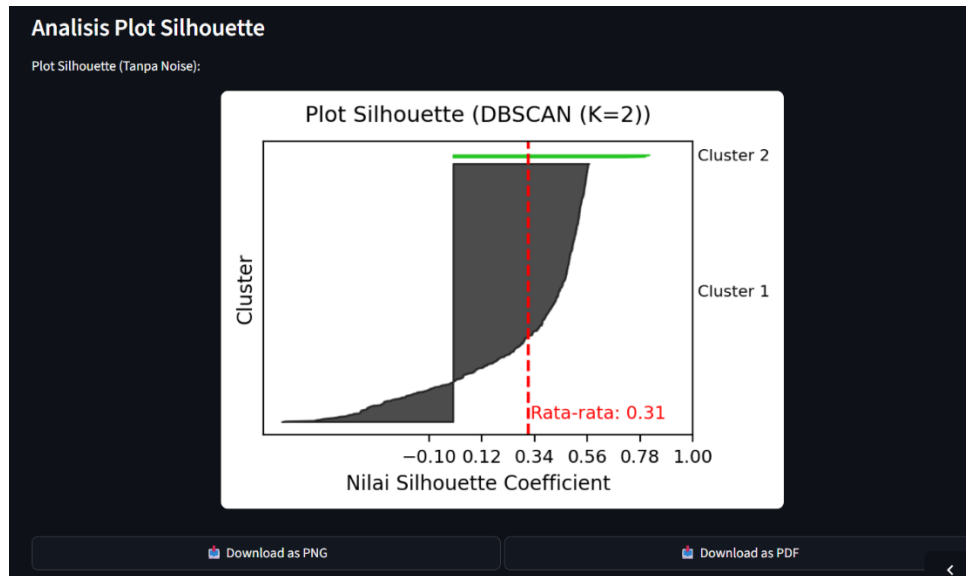 Analisis Plot Silhouette
Plot Silhouette (Tanpa Noise):
Plot Silhouette (DBSCAN (K=2))
Cluster 2
Cluster
Cluster 1
Rata-rata: 0.31
−0.10 0.12 0.34 0.56 0.78 1.00
Nilai Silhouette Coefficient
Download as PNG
Download as PDF